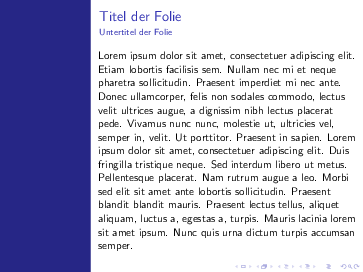 Titel der Folie
Untertitel der Folie
Lorem ipsum dolor sit amet, consectetuer adipiscing elit.
Etiam lobortis facilisis sem. Nullam nec mi et neque
pharetra sollicitudin. Praesent imperdiet mi nec ante.
Donec ullamcorper, felis non sodales commodo, lectus
velit ultrices augue, a dignissim nibh lectus placerat
pede. Vivamus nunc nunc, molestie ut, ultricies vel,
semper in, velit. Ut porttitor. Praesent in sapien. Lorem
ipsum dolor sit amet, consectetuer adipiscing elit. Duis
fringilla tristique neque. Sed interdum libero ut metus.
Pellentesque placerat. Nam rutrum augue a leo. Morbi
sed elit sit amet ante lobortis sollicitudin. Praesent
blandit blandit mauris. Praesent lectus tellus, aliquet
aliquam, luctus a, egestas a, turpis. Mauris lacinia lorem
sit amet ipsum. Nunc quis urna dictum turpis accumsan
semper.